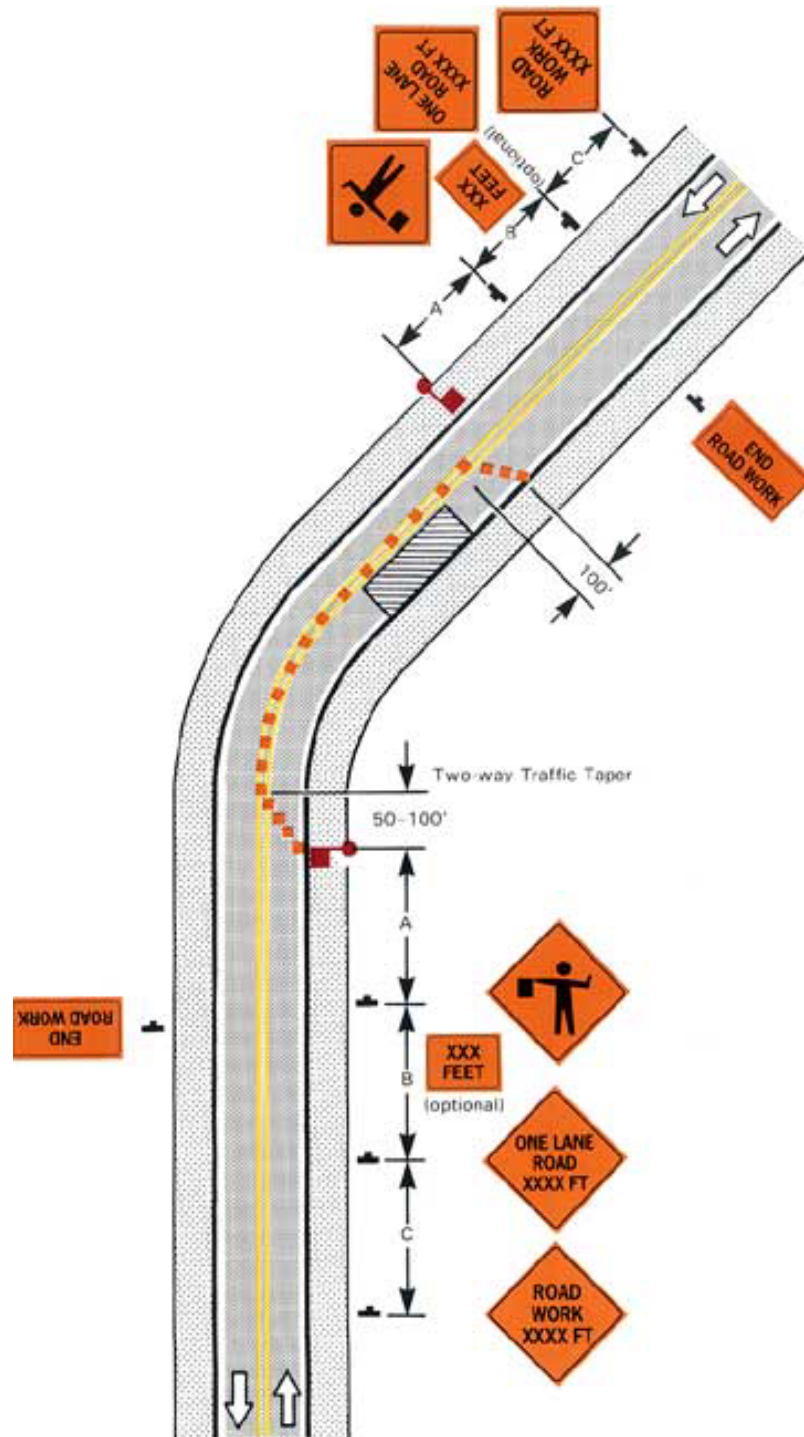 ROAD
WORK
XXXX FT
ONE LANE
ROAD
XXXX FT
(optional)
XXX
FEET
C
B
A
END
ROAD WORK
100'
Two-way Traffic Taper
50-100'
A
END
ROAD WORK
XXX
FEET
(optional)
B
ONE LANE
ROAD
XXXX FT
C
ROAD
WORK
XXXX FT